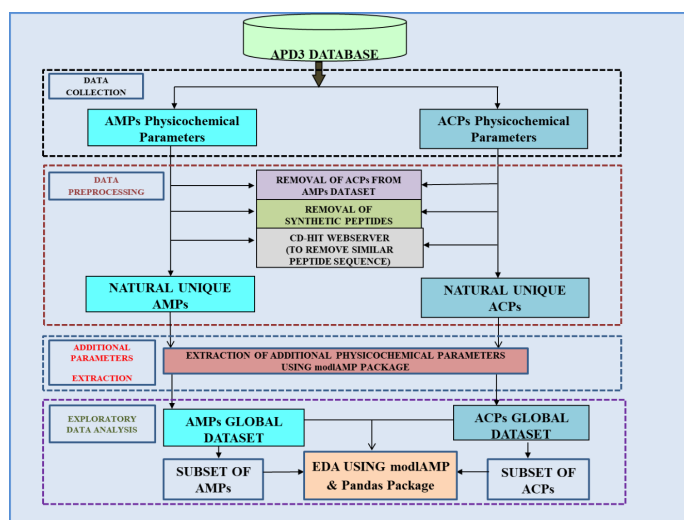 APD3 DATABASE
DATA
COLLECTION
AMPs Physicochemical
Parameters
ACPs Physicochemical
Parameters
DATA
PREPROCESSING
REMOVAL OF ACPs FROM
AMPs DATASET
REMOVAL OF
SYNTHETIC PEPTIDES
CD-HIT WEBSERVER
(TO REMOVE SIMILAR
PEPTIDE SEQUENCE)
NATURAL UNIQUE
AMPs
NATURAL UNIQUE
ACPs
ADDITIONAL
PARAMETERS
EXTRACTION
EXTRACTION OF ADDITIONAL PHYSICOCHEMICAL PARAMETERS
USING modlAMP PACKAGE
EXPLORATORY
DATA ANALYSIS
AMPs GLOBAL
DATASET
ACPs GLOBAL
DATASET
SUBSET OF
AMPs
EDA USING modlAMP
& Pandas Package
SUBSET OF
ACPs